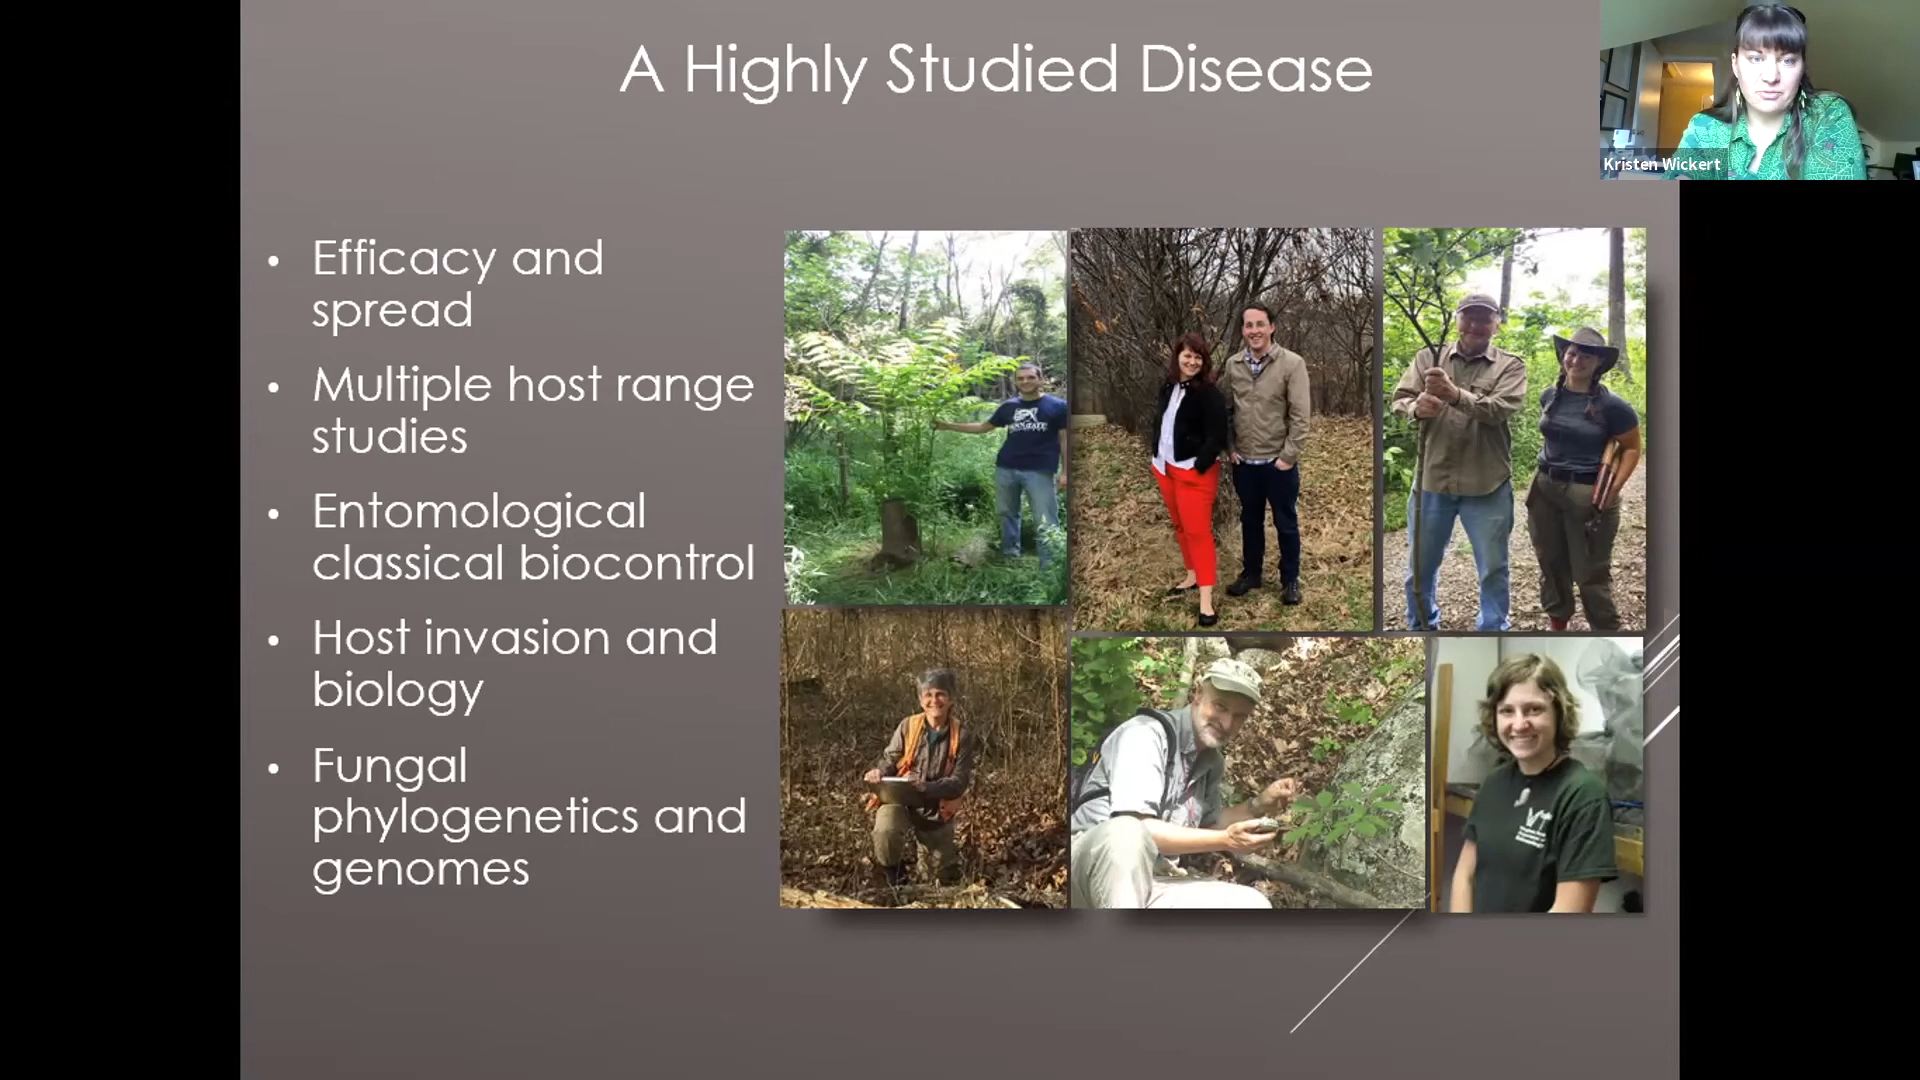 A Highly Studied Disease
Kristen Wickert
• Efficacy and
spread
• Multiple host range
studies
• Entomological
classical biocontrol
• Host invasion and
biology
• Fungal
phylogenetics and
genomes